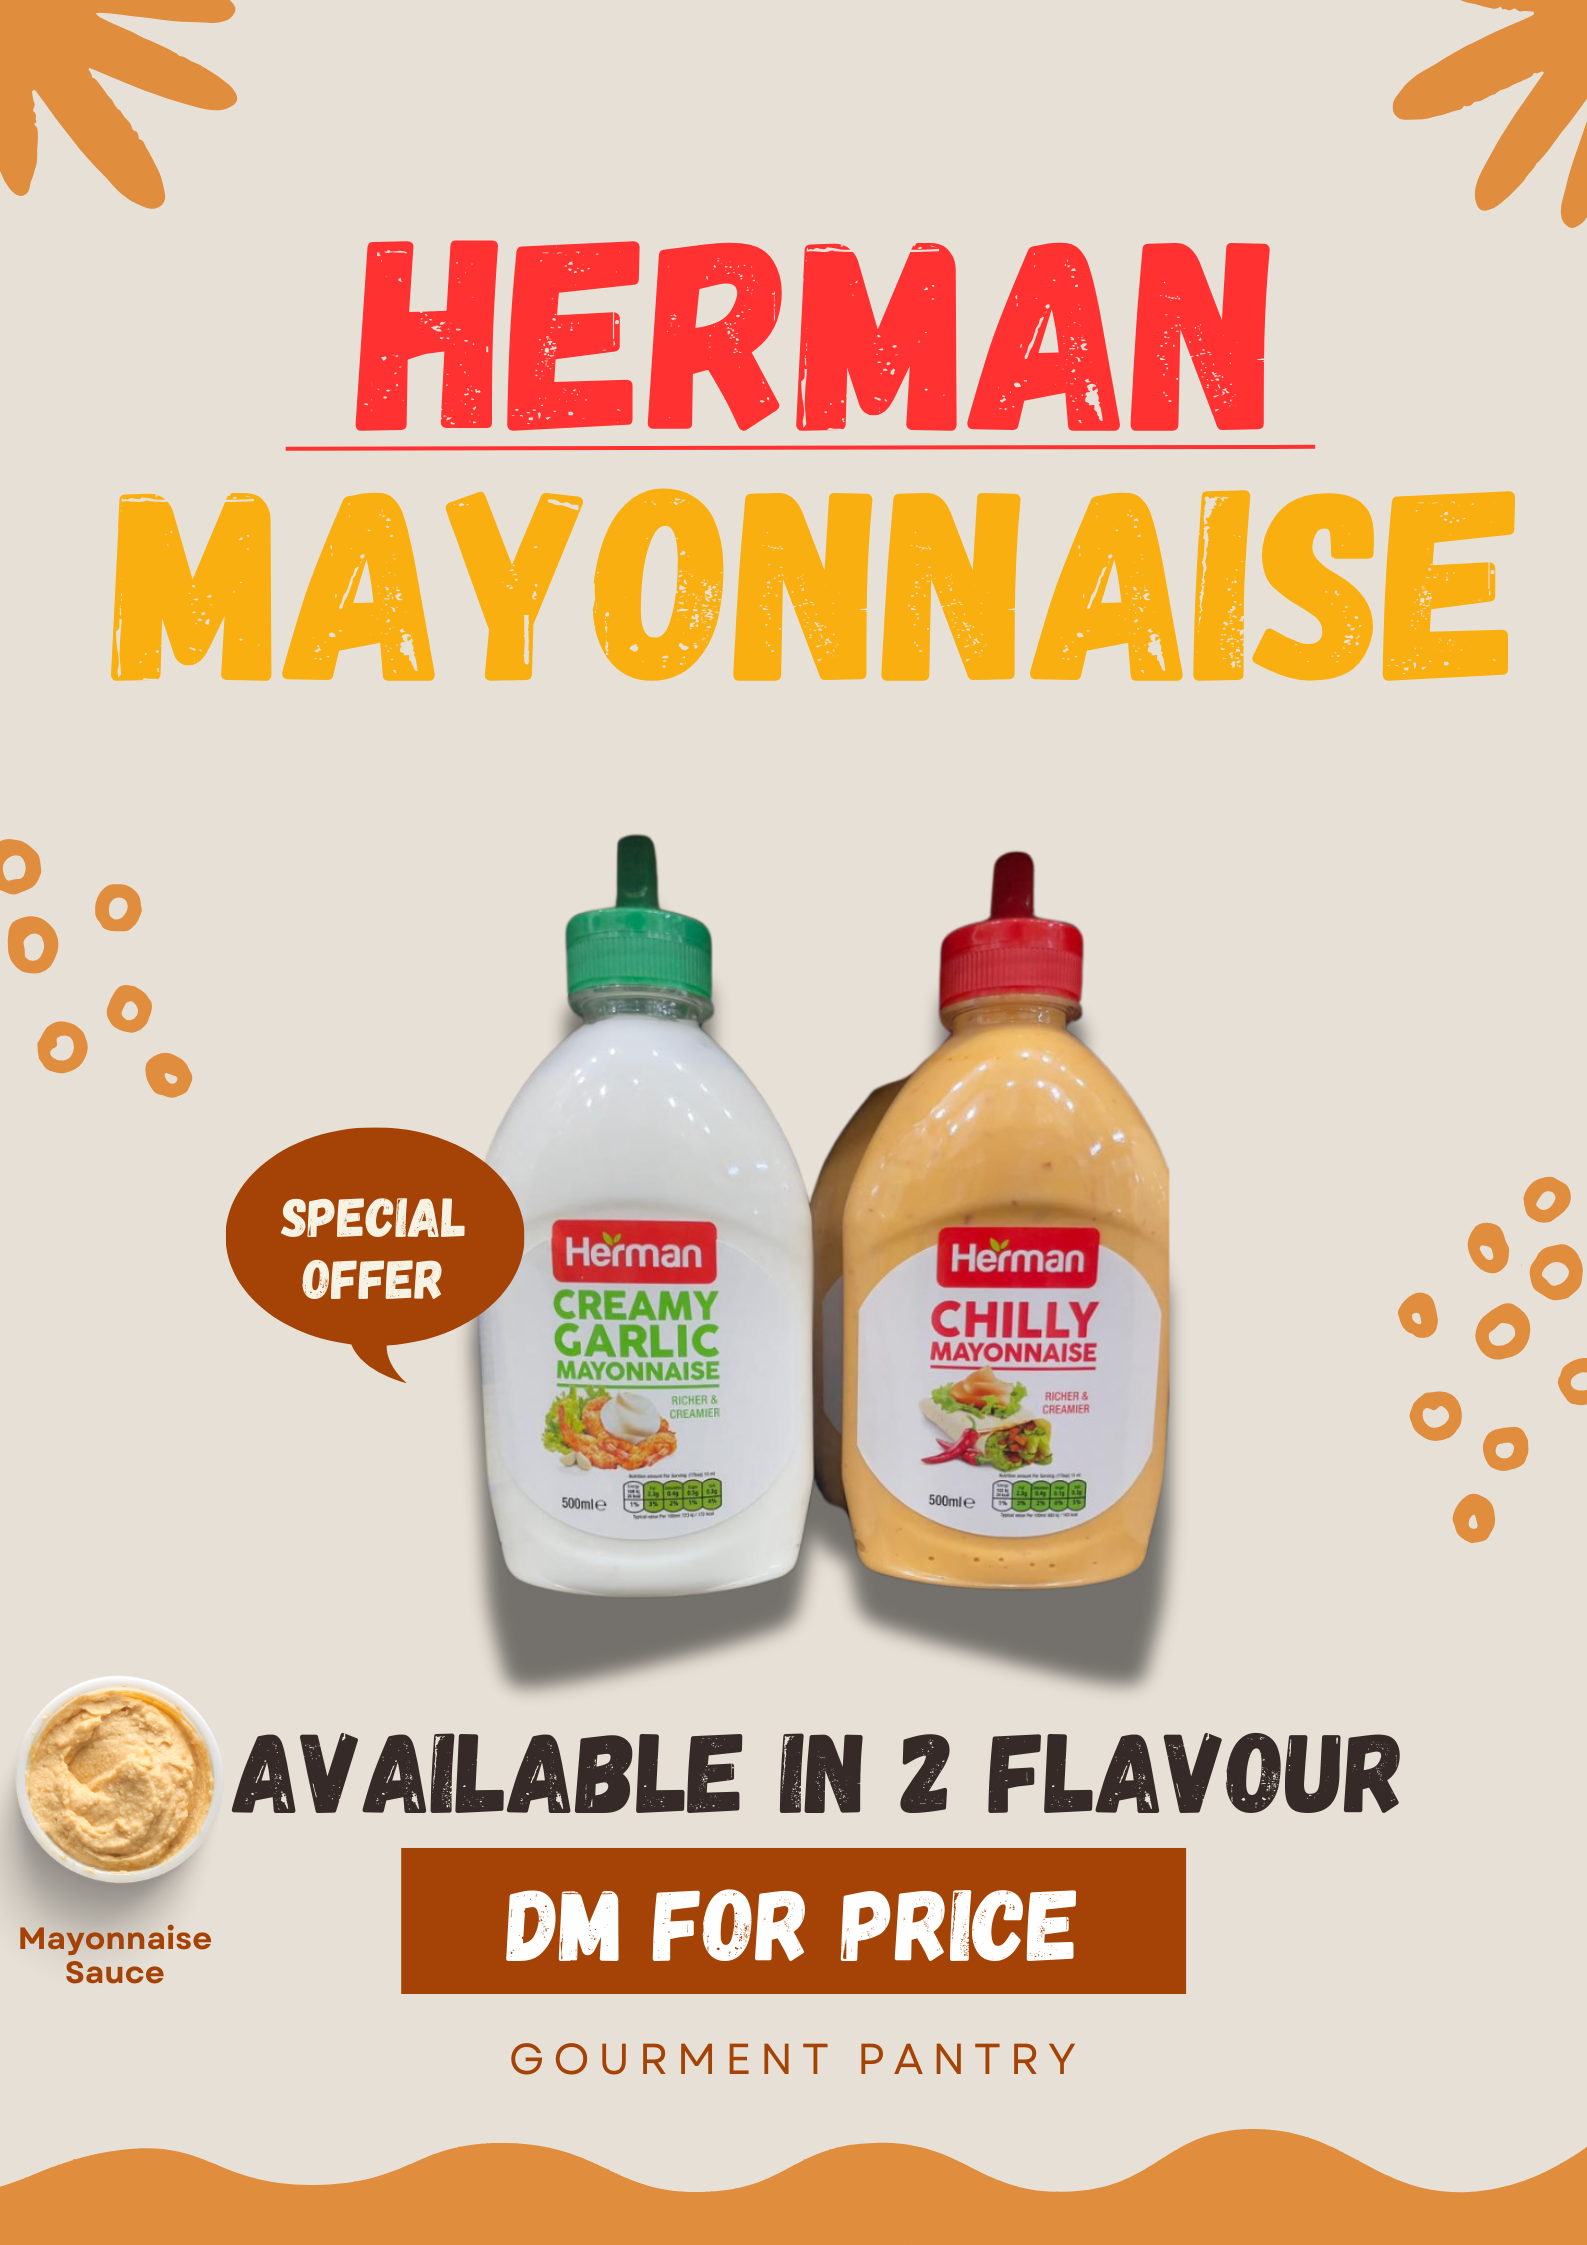 HERMAN
MAYONNAISE
SPECIAL
OFFER
Herman
CREAMY
GARLIC
MAYONNAISE
RICHER &
CREAMIER
500ml e
Herman
CHILLY
MAYONNAISE
RICHER &
CREAMIER
500ml e
AVAILABLE IN 2 FLAVOUR
DM FOR PRICE
Mayonnaise
Sauce
GOURMENT PANTRY